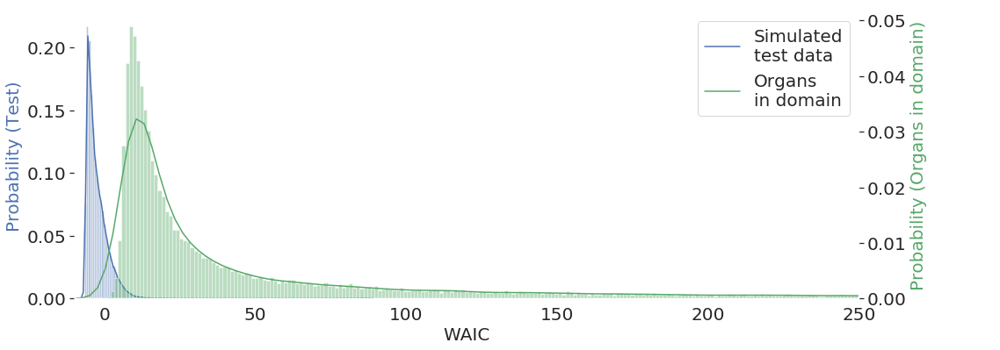 Probability (Test)
0.20
0.15
0.10
0.05
0.00
Simulated
test data
Organs
in domain
0.05
0.04
0.03
0.02
0.01
0.00
Probability (Organs in domain)
0
50
100
150
200
250
WAIC